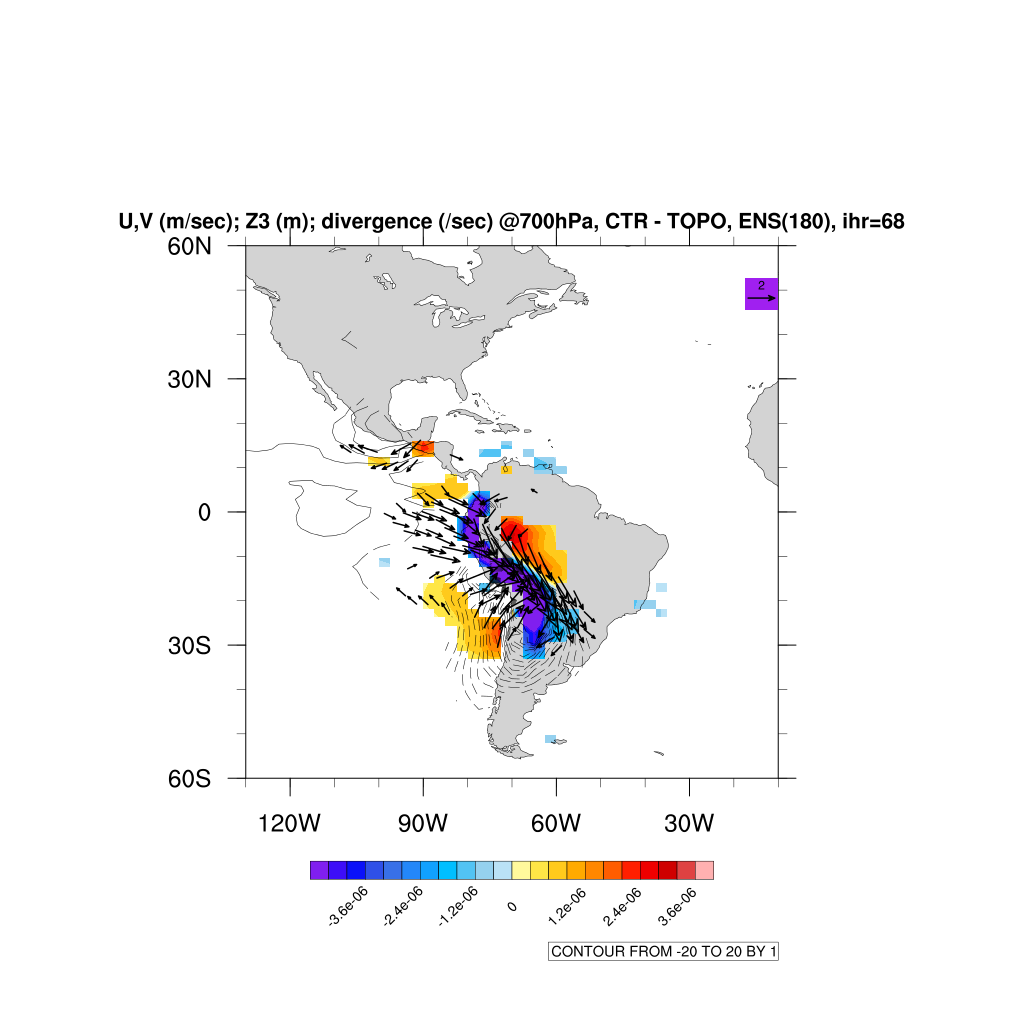 U,V (m/sec); Z3 (m); divergence (/sec) @700hPa, CTR - TOPO, ENS(180), ihr=68
60N
2
30N
0
30S
60S
120W 90W 60W 30W
-3.6e-06 -2.4e-06 -1.2e-06 0 1.2e-06 2.4e-06 3.6e-06
CONTOUR FROM -20 TO 20 BY 1